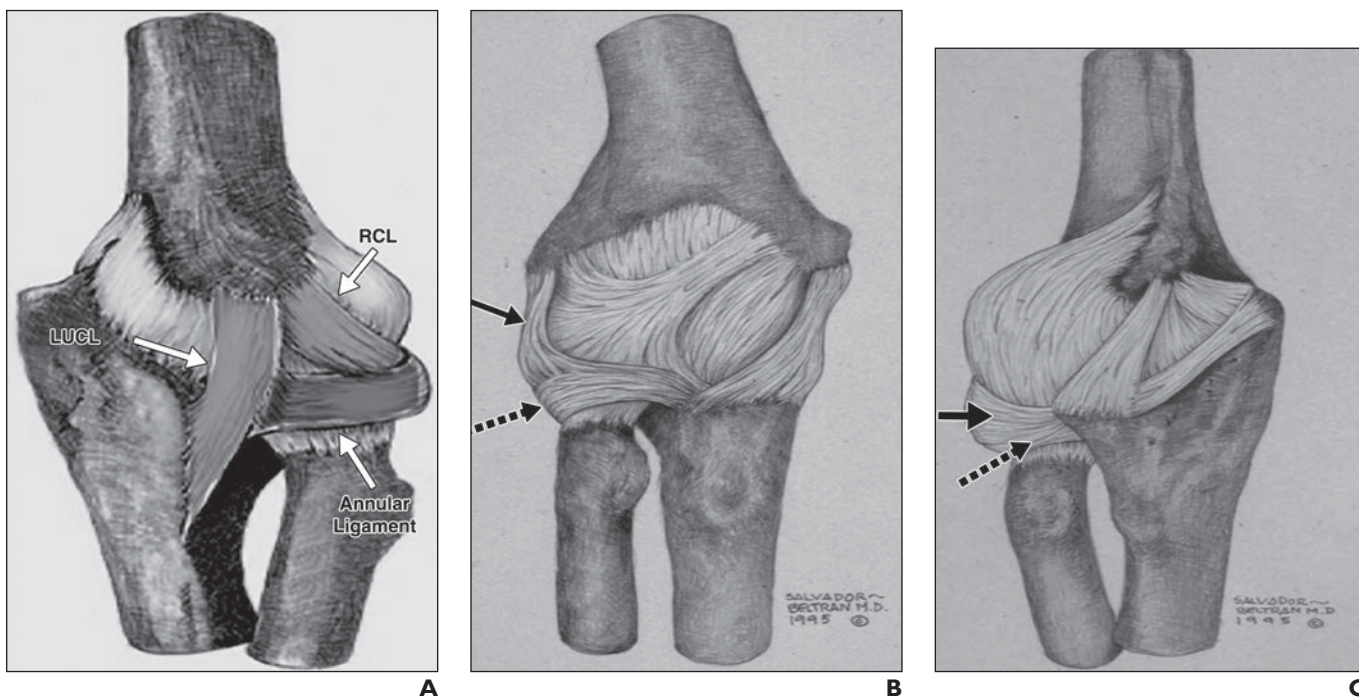 RCL
LUCL
Annular
Ligament
A
SALVADOR~
BELTRAN M.D.
1995 ©
B
SALVADOR~
BELTRAN M.D
1995 ©
C